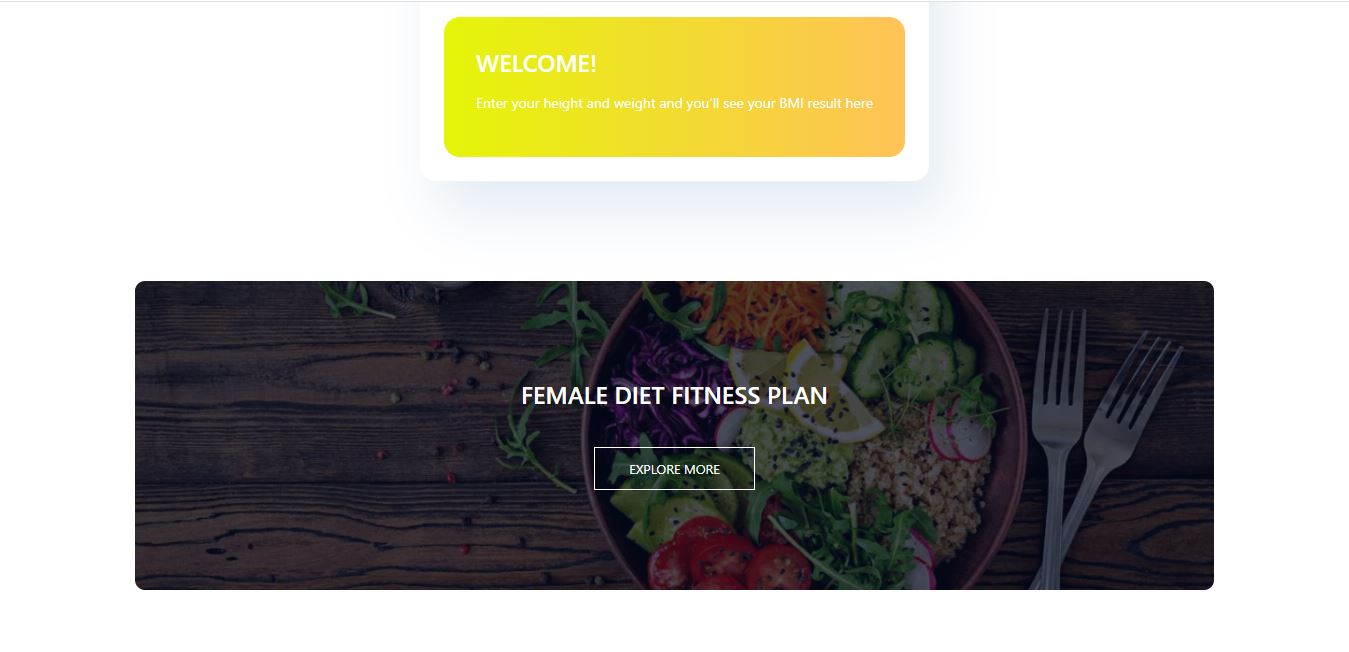 WELCOME!
Enter your height and weight and you'll see your BMI result here
FEMALE DIET FITNESS PLAN
EXPLORE MORE